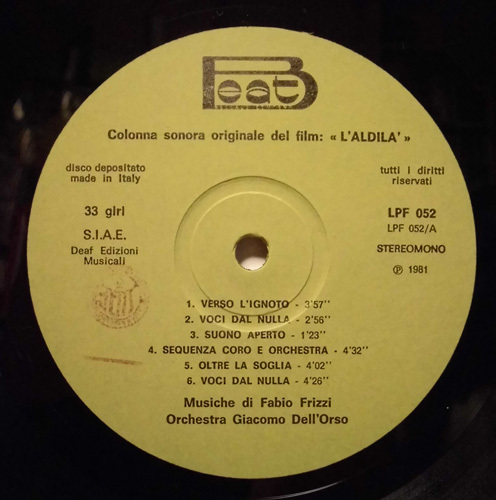 Beat
Colonna sonora originale del film: « L'ALDILA' »
disco depositato
made in Italy
tutti i diritti
riservati
33 giri
LPF 052
LPF 052/A
S.I.A.E.
Deaf Edizioni
Musicali
STEREOMONO
Ⓟ 1981
1. VERSO L'IGNOTO - 3'57''
2. VOCI DAL NULLA - 2'56''
3. SUONO APERTO - 1'23''
4. SEQUENZA CORO E ORCHESTRA - 4'32''
5. OLTRE LA SOGLIA - 4'02''
6. VOCI DAL NULLA - 4'26''
Musiche di Fabio Frizzi
Orchestra Giacomo Dell'Orso